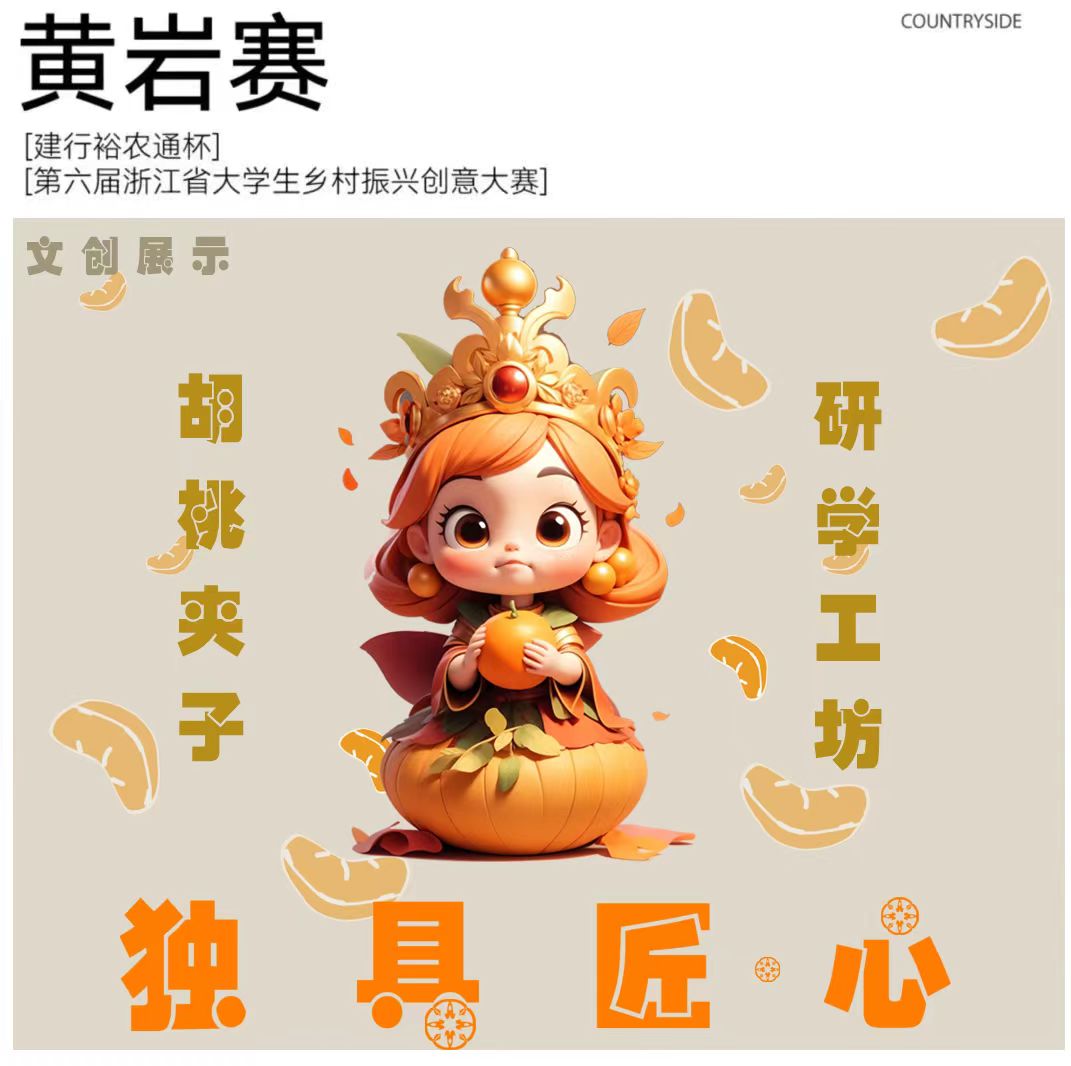 黄岩赛
COUNTRYSIDE
[建行裕农通杯]
[第六届浙江省大学生乡村振兴创意大赛]
文创展示
胡桃夹子
研学工坊
独具匠·心